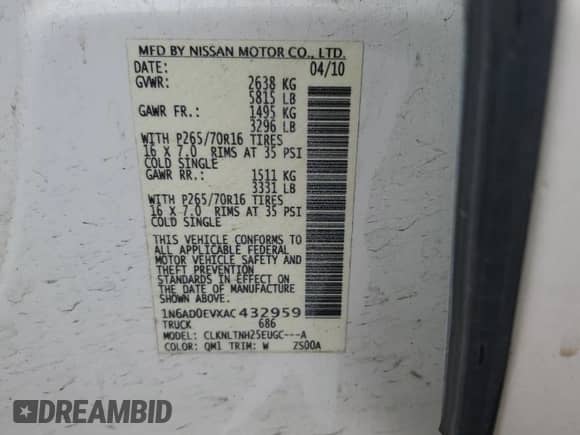 MFD BY NISSAN MOTOR CO., LTD.
DATE: 04/10
GVWR: 2638 KG
5815 LB
GAWR FR.: 1495 KG
3296 LB
WITH P265/70R16 TIRES
16 X 7.0 RIMS AT 35 PSI
COLD SINGLE
GAWR RR.: 1511 KG
3331 LB
WITH P265/70R16 TIRES
16 X 7.0 RIMS AT 35 PSI
COLD SINGLE
THIS VEHICLE CONFORMS TO
ALL APPLICABLE FEDERAL
MOTOR VEHICLE SAFETY AND
THEFT PREVENTION
STANDARDS IN EFFECT ON
THE DATE OF MANUFACTURE
SHOWN ABOVE.
1N6AD0EVXAC432959
TRUCK 686
MODEL: CLKNLTNH25EUGC---A
COLOR: QM1 TRIM: W ZS00A
DREAMBID